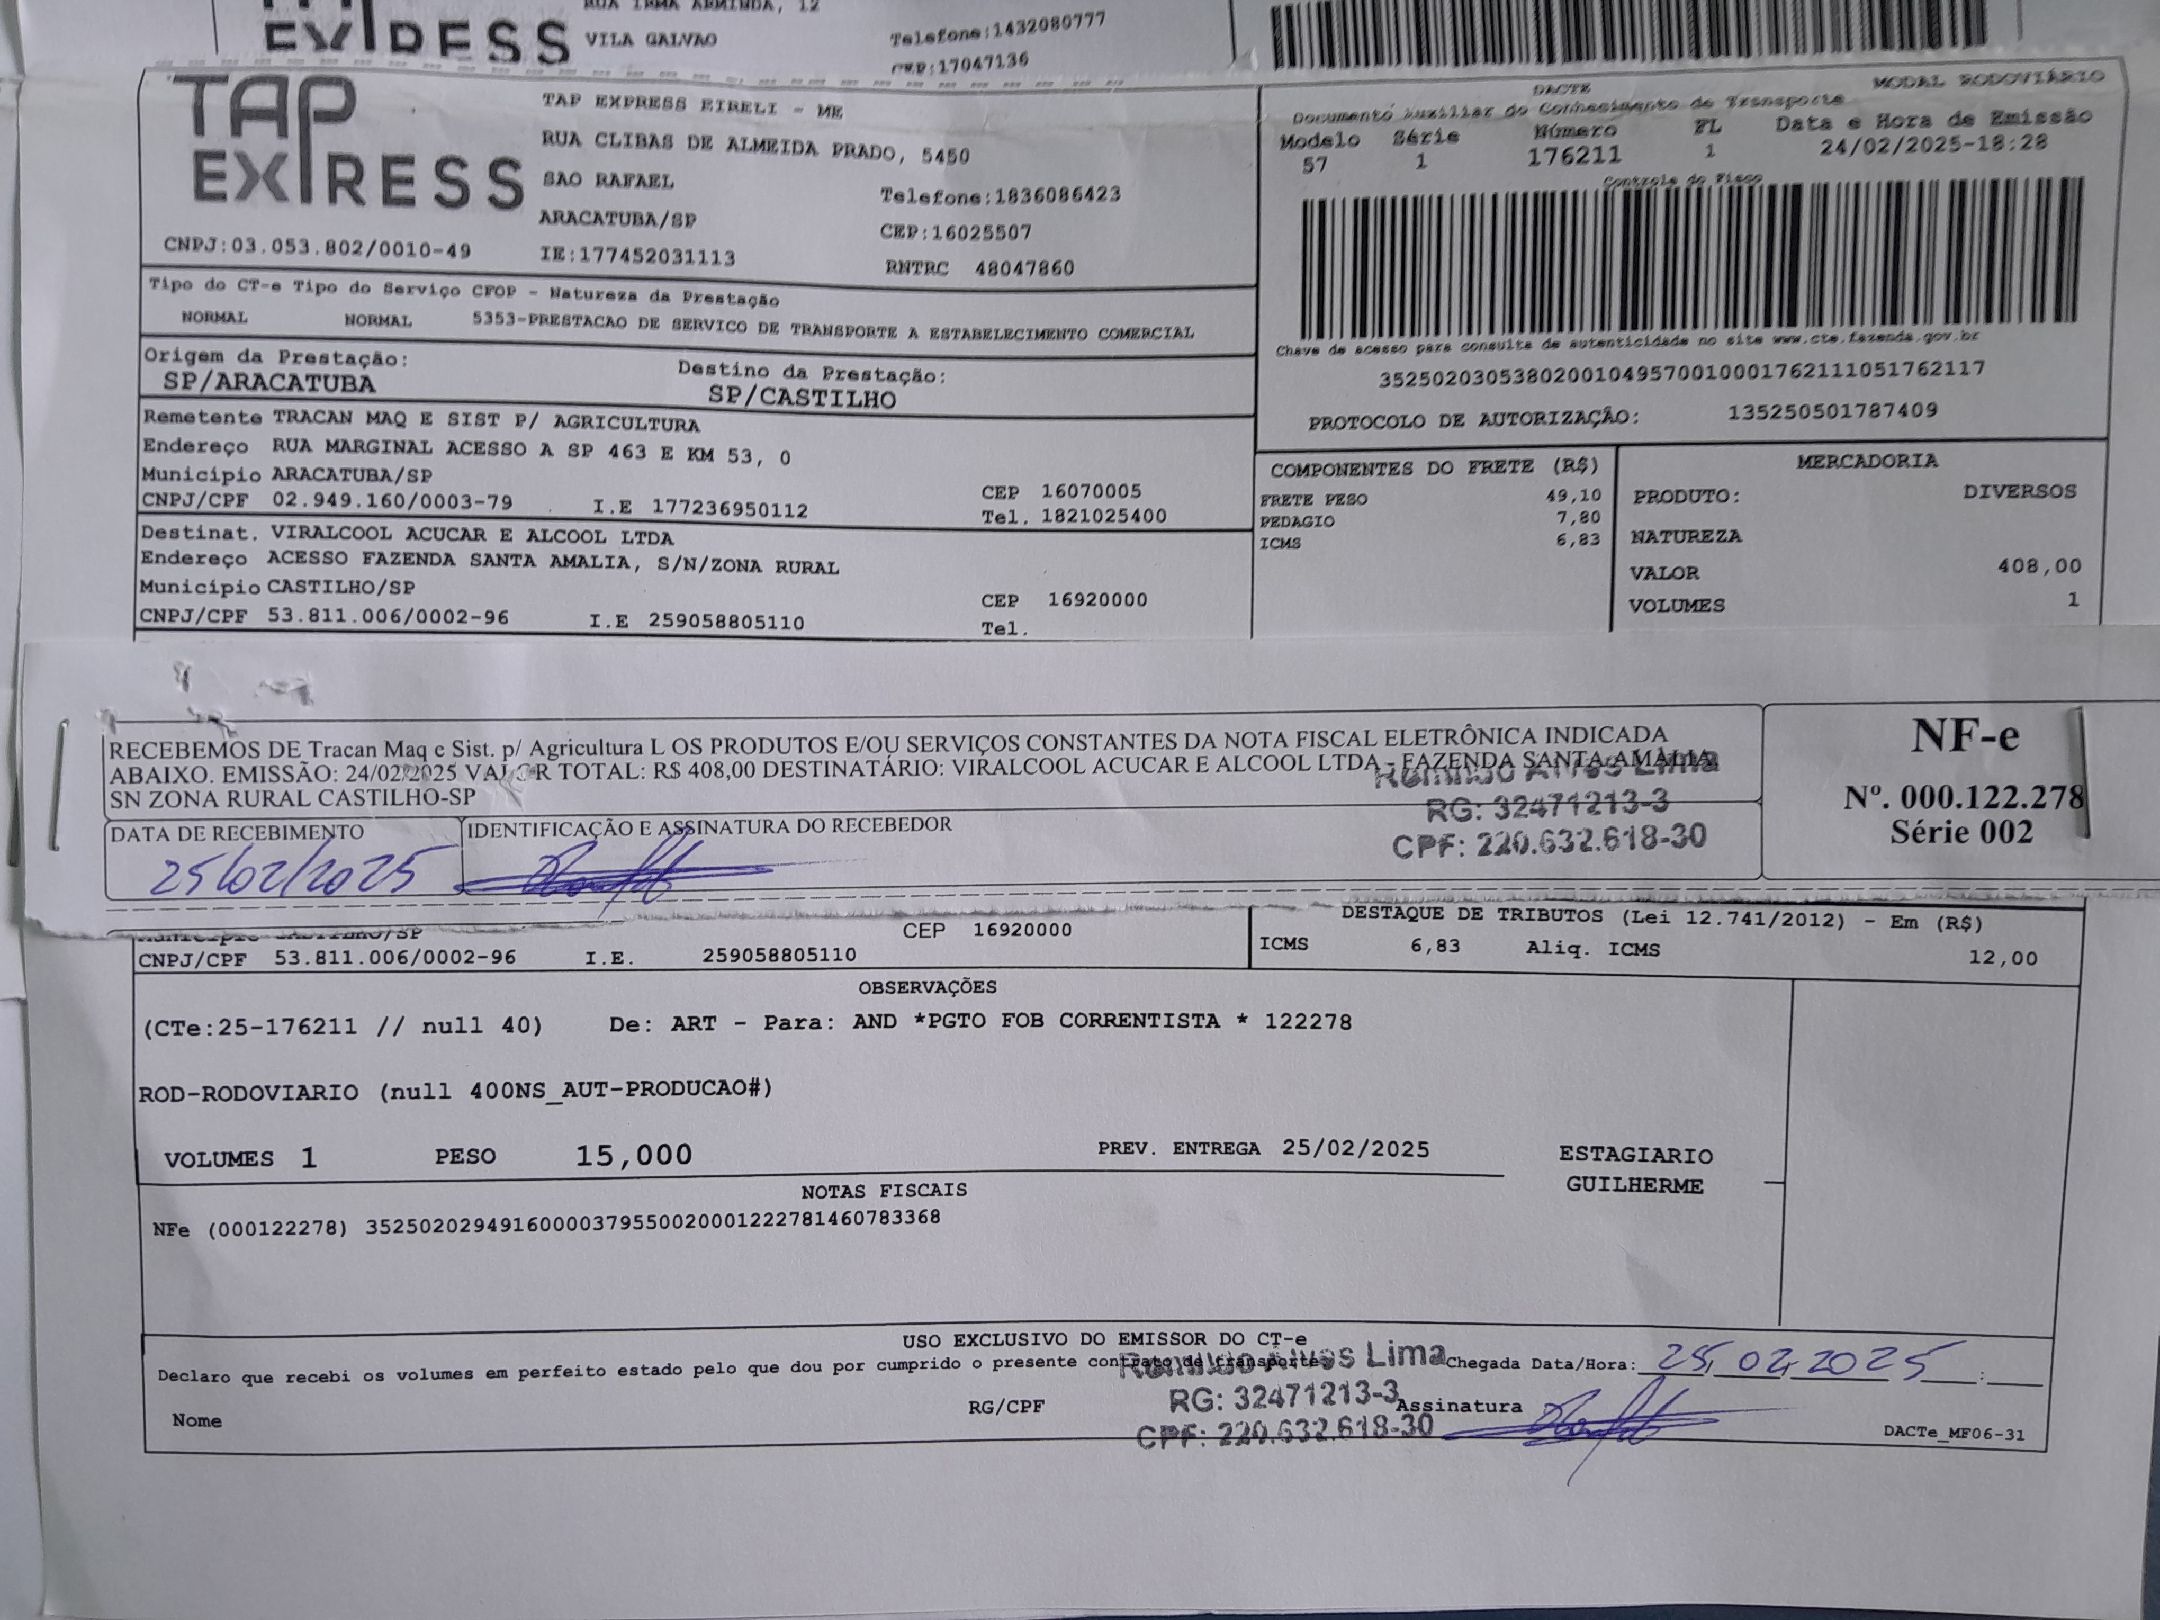 EXPRESS
RUA IRMA ARMINDA, 12
VILA GALVAO
Telefone:1432080777
CEP:17047136
TAP
EXPRESS
TAP EXPRESS EIRELI - ME
RUA CLIBAS DE ALMEIDA PRADO, 5450
SAO RAFAEL
Telefone:1836086423
ARACATUBA/SP
CEP:16025507
CNPJ:03.053.802/0010-49
IE:177452031113
RNTRC 48047860
DACTE
MODAL RODOVIÁRIO
Documento Auxiliar do Conhecimento de Transporte
Modelo Série Número FL Data e Hora de Emissão
57 1 176211 1 24/02/2025-18:28
Controle do Fisco
Chave de acesso para consulta de autenticidade no site www.cte.fazenda.gov.br
35250203053802001049570010001762111051762117
PROTOCOLO DE AUTORIZAÇÃO: 135250501787409
Tipo do CT-e Tipo do Serviço CFOP - Natureza da Prestação
NORMAL NORMAL 5353-PRESTACAO DE SERVICO DE TRANSPORTE A ESTABELECIMENTO COMERCIAL
Origem da Prestação: Destino da Prestação:
SP/ARACATUBA SP/CASTILHO
Remetente TRACAN MAQ E SIST P/ AGRICULTURA
Endereço RUA MARGINAL ACESSO A SP 463 E KM 53, 0
Município ARACATUBA/SP CEP 16070005
CNPJ/CPF 02.949.160/0003-79 I.E 177236950112 Tel. 1821025400
Destinat. VIRALCOOL ACUCAR E ALCOOL LTDA
Endereço ACESSO FAZENDA SANTA AMALIA, S/N/ZONA RURAL
Município CASTILHO/SP CEP 16920000
CNPJ/CPF 53.811.006/0002-96 I.E 259058805110 Tel.
COMPONENTES DO FRETE (R$)
FRETE PESO 49,10
PEDAGIO 7,80
ICMS 6,83
MERCADORIA
PRODUTO: DIVERSOS
NATUREZA
VALOR 408,00
VOLUMES 1
RECEBEMOS DE Tracan Maq e Sist. p/ Agricultura L OS PRODUTOS E/OU SERVIÇOS CONSTANTES DA NOTA FISCAL ELETRÔNICA INDICADA
ABAIXO. EMISSÃO: 24/02/2025 VALOR TOTAL: R$ 408,00 DESTINATÁRIO: VIRALCOOL ACUCAR E ALCOOL LTDA - FAZENDA SANTA AMALIA,
SN ZONA RURAL CASTILHO-SP
Romildo Alves Lima
RG: 32471213-3
CPF: 220.632.618-30
DATA DE RECEBIMENTO
25/02/2025
IDENTIFICAÇÃO E ASSINATURA DO RECEBEDOR
NF-e
Nº. 000.122.278
Série 002
Município CASTILHO/SP CEP 16920000
CNPJ/CPF 53.811.006/0002-96 I.E. 259058805110
DESTAQUE DE TRIBUTOS (Lei 12.741/2012) - Em (R$)
ICMS 6,83 Aliq. ICMS 12,00
OBSERVAÇÕES
(CTe:25-176211 // null 40) De: ART - Para: AND *PGTO FOB CORRENTISTA * 122278
ROD-RODOVIARIO (null 400NS_AUT-PRODUCAO#)
VOLUMES 1 PESO 15,000 PREV. ENTREGA 25/02/2025
ESTAGIARIO
GUILHERME
NOTAS FISCAIS
NFe (000122278) 35250202949160000379550020001222781460783368
USO EXCLUSIVO DO EMISSOR DO CT-e
Declaro que recebi os volumes em perfeito estado pelo que dou por cumprido o presente contrato de transporte
Chegada Data/Hora: 25,02,2025
Romildo Alves Lima
RG: 32471213-3
CPF: 220.632.618-30
Nome RG/CPF Assinatura
DACTe_MF06-31